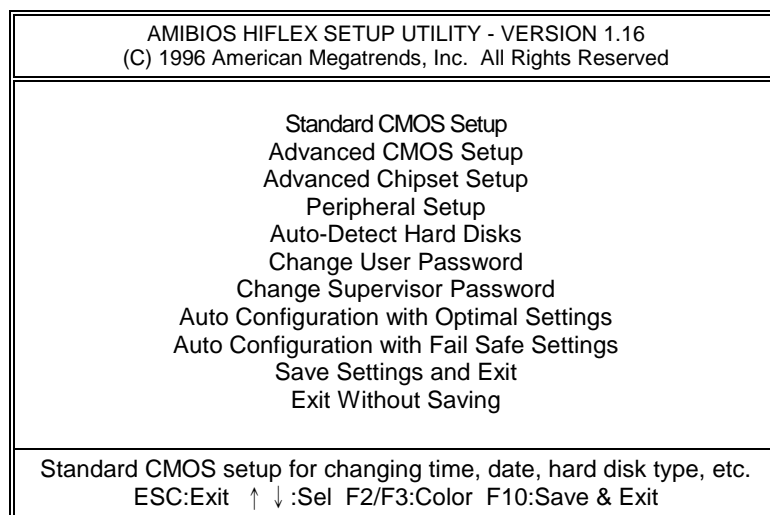 AMIBIOS HIFLEX SETUP UTILITY - VERSION 1.16
(C) 1996 American Megatrends, Inc. All Rights Reserved
Standard CMOS Setup
Advanced CMOS Setup
Advanced Chipset Setup
Peripheral Setup
Auto-Detect Hard Disks
Change User Password
Change Supervisor Password
Auto Configuration with Optimal Settings
Auto Configuration with Fail Safe Settings
Save Settings and Exit
Exit Without Saving
Standard CMOS setup for changing time, date, hard disk type, etc.
ESC:Exit ↑ ↓ :Sel F2/F3:Color F10:Save & Exit